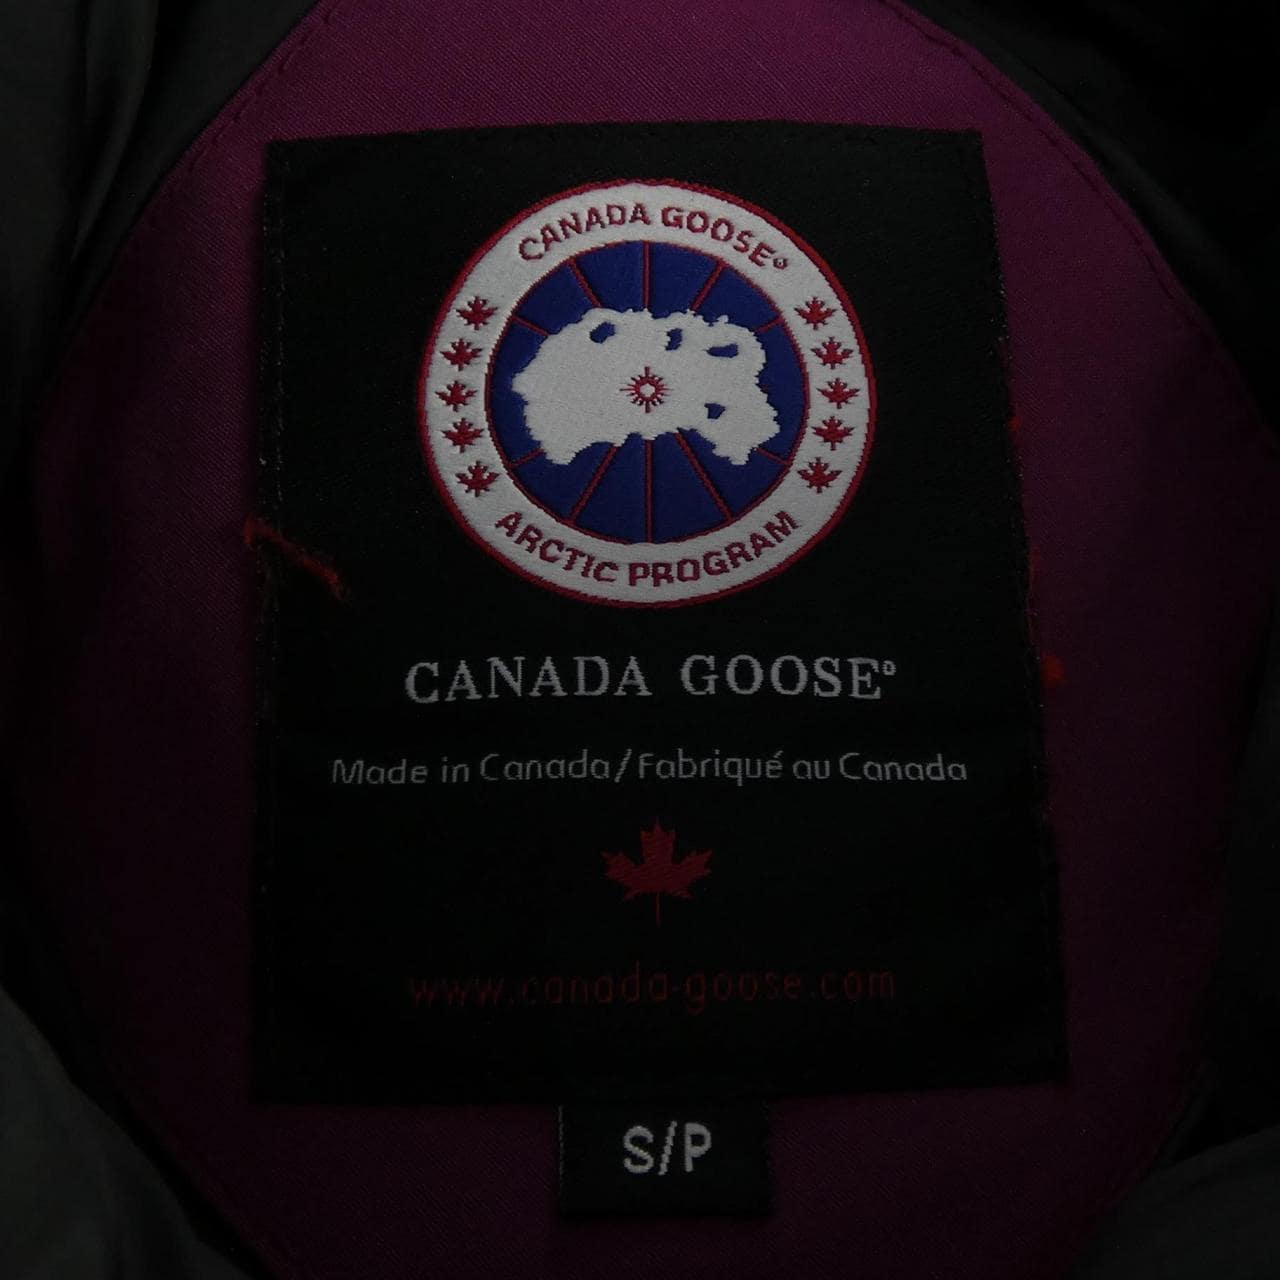 CANADA GOOSE®
ARCTIC PROGRAM
CANADA GOOSE®
Made in Canada/Fabriqué au Canada
www.canada-goose.com
S/P